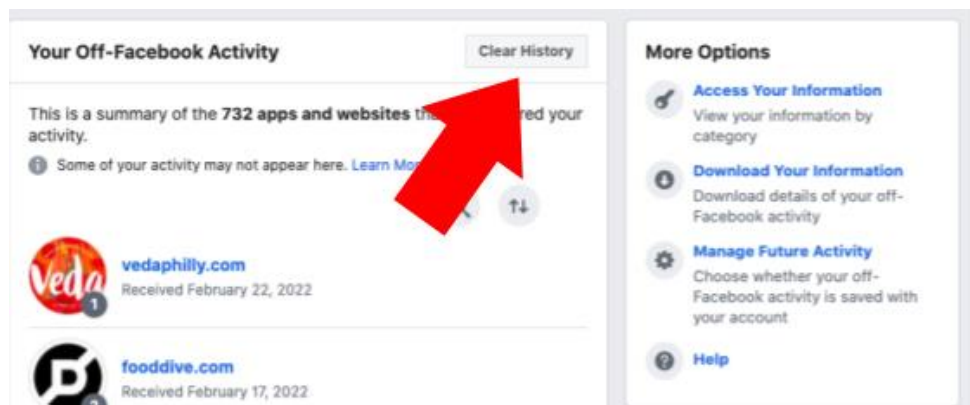 Your Off-Facebook Activity
Clear History
This is a summary of the 732 apps and websites your
activity.
Some of your activity may not appear here. Learn
vedaphilly.com
Received February 22, 2022
Veda
1
fooddive.com
Received February 17, 2022
More Options
Access Your Information
View your information by
category
Download Your Information
Download details of your off-
Facebook activity
Manage Future Activity
Choose whether your off-
Facebook activity is saved with
your account
Help